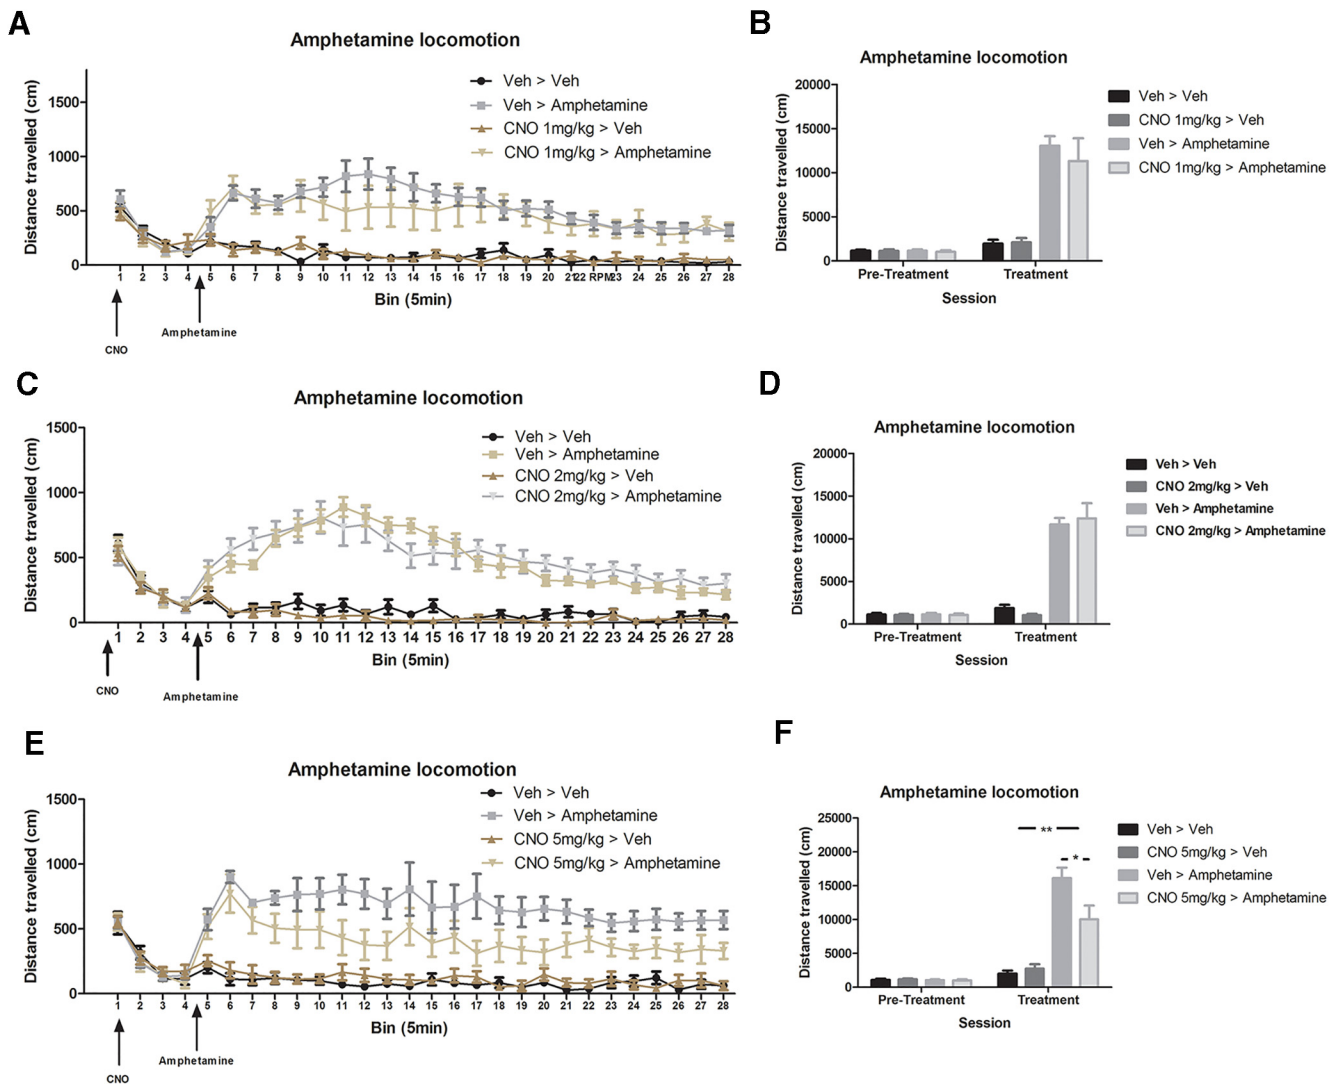 A
Amphetamine locomotion
Distance travelled (cm)
1500
1000
500
0
Veh > Veh
Veh > Amphetamine
CNO 1mg/kg > Veh
CNO 1mg/kg > Amphetamine
1 2 3 4 5 6 7 8 9 10 11 12 13 14 15 16 17 18 19 20 2122 RPM23 24 25 26 27 28
Bin (5min)
CNO
Amphetamine
B
Amphetamine locomotion
Distance travelled (cm)
20000
15000
10000
5000
0
Veh > Veh
CNO 1mg/kg > Veh
Veh > Amphetamine
CNO 1mg/kg > Amphetamine
Pre-Treatment Treatment
Session
C
Amphetamine locomotion
Distance travelled (cm)
1500
1000
500
0
Veh > Veh
Veh > Amphetamine
CNO 2mg/kg > Veh
CNO 2mg/kg > Amphetamine
1 2 3 4 5 6 7 8 9 10 11 12 13 14 15 16 17 18 19 20 21 22 23 24 25 26 27 28
Bin (5min)
CNO
Amphetamine
D
Amphetamine locomotion
Distance travelled (cm)
20000
15000
10000
5000
0
Veh > Veh
CNO 2mg/kg > Veh
Veh > Amphetamine
CNO 2mg/kg > Amphetamine
Pre-Treatment Treatment
Session
E
Amphetamine locomotion
Distance travelled (cm)
1500
1000
500
0
Veh > Veh
Veh > Amphetamine
CNO 5mg/kg > Veh
CNO 5mg/kg > Amphetamine
1 2 3 4 5 6 7 8 9 10 11 12 13 14 15 16 17 18 19 20 21 22 23 24 25 26 27 28
Bin (5min)
CNO
Amphetamine
F
Amphetamine locomotion
Distance travelled (cm)
25000
20000
15000
10000
5000
0
**
*
Veh > Veh
CNO 5mg/kg > Veh
Veh > Amphetamine
CNO 5mg/kg > Amphetamine
Pre-Treatment Treatment
Session